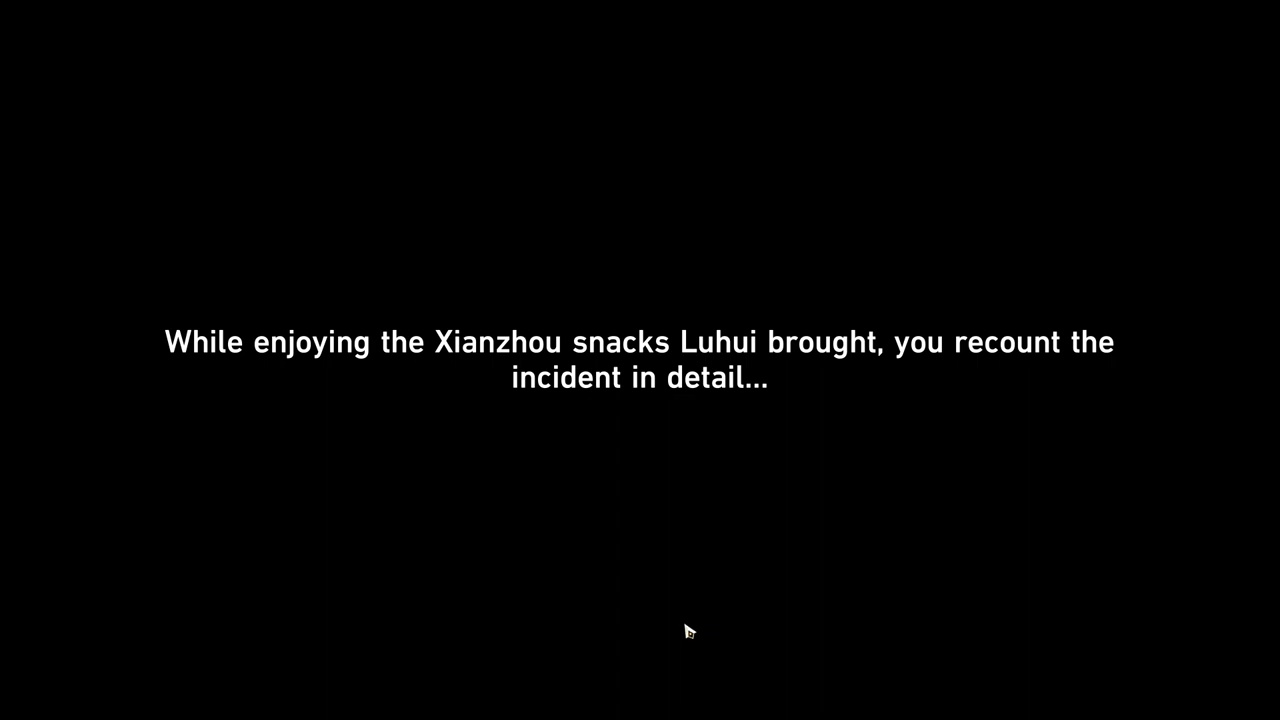 While enjoying the Xianzhou snacks Luhui brought, you recount the
incident in detail...